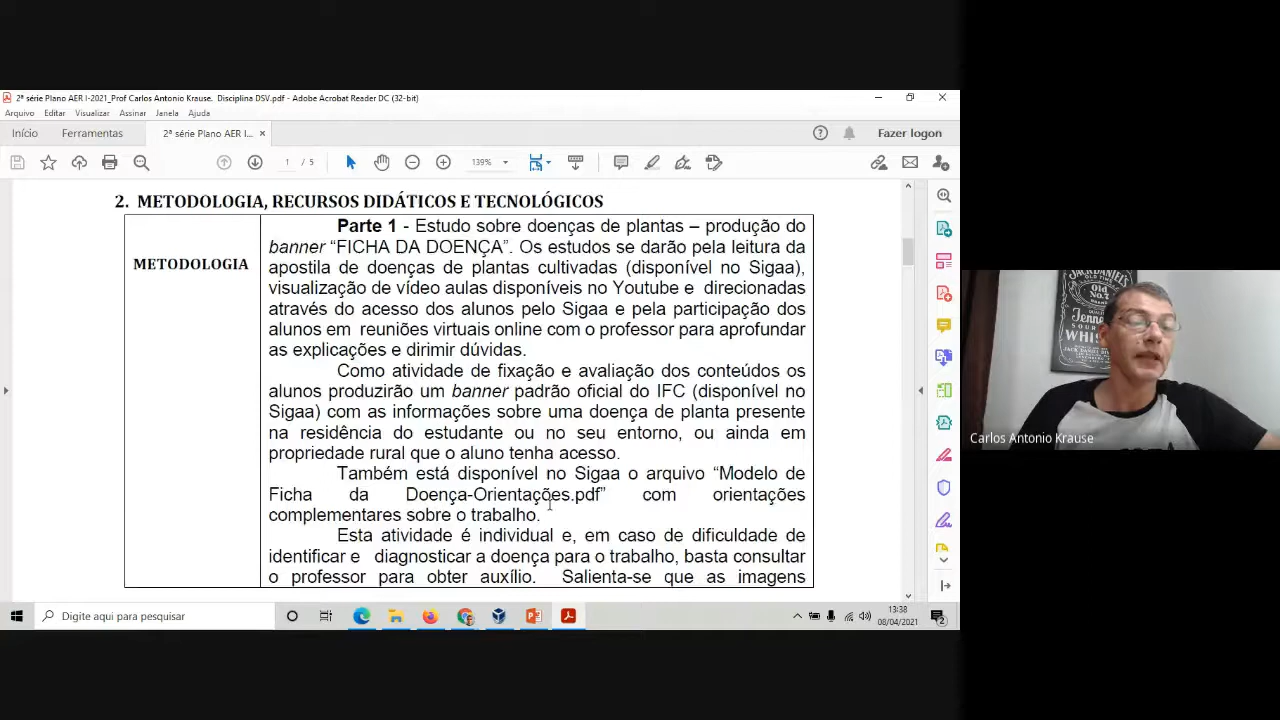 2ª série Plano AER I-2021_Prof Carlos Antonio Krause, Disciplina DSV.pdf - Adobe Acrobat Reader DC (32-bit)
Arquivo Editar Visualizar Assinar Janela Ajuda
Início Ferramentas 2ª série Plano AER I... × Fazer logon
1 / 5 139%
2. METODOLOGIA, RECURSOS DIDÁTICOS E TECNOLÓGICOS
METODOLOGIA
Parte 1 - Estudo sobre doenças de plantas – produção do
banner “FICHA DA DOENÇA”. Os estudos se darão pela leitura da
apostila de doenças de plantas cultivadas (disponível no Sigaa),
visualização de vídeo aulas disponíveis no Youtube e direcionadas
através do acesso dos alunos pelo Sigaa e pela participação dos
alunos em reuniões virtuais online com o professor para aprofundar
as explicações e dirimir dúvidas.
Como atividade de fixação e avaliação dos conteúdos os
alunos produzirão um banner padrão oficial do IFC (disponível no
Sigaa) com as informações sobre uma doença de planta presente
na residência do estudante ou no seu entorno, ou ainda em
propriedade rural que o aluno tenha acesso.
Também está disponível no Sigaa o arquivo “Modelo de
Ficha da Doença-Orientações.pdf” com orientações
complementares sobre o trabalho.
Esta atividade é individual e, em caso de dificuldade de
identificar e diagnosticar a doença para o trabalho, basta consultar
o professor para obter auxílio. Salienta-se que as imagens
Digite aqui para pesquisar
13:38
08/04/2021
2
JACK DANIEL'S
Old
No.7
SOUR
WHIS
Carlos Antonio Krause